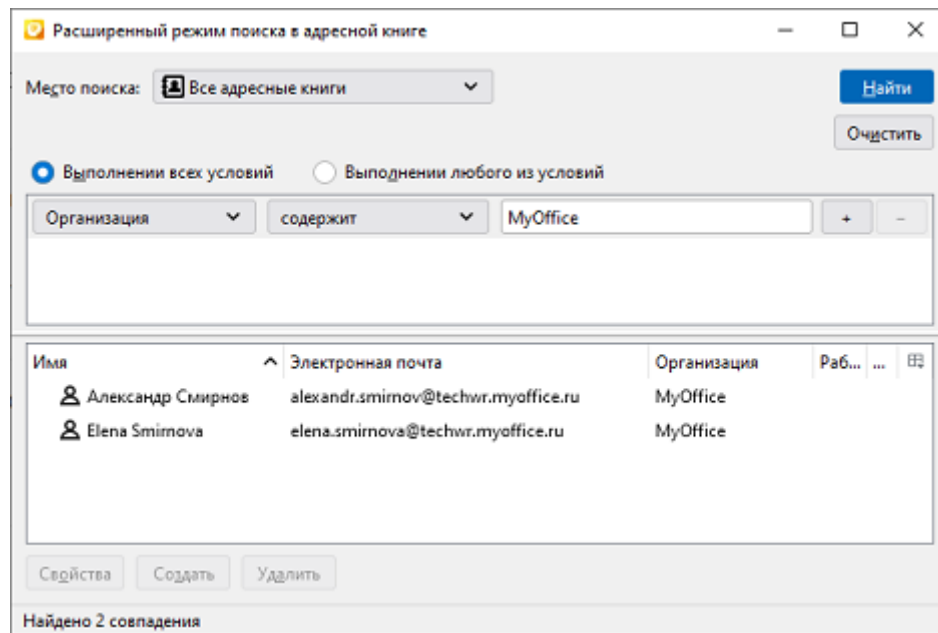 Расширенный режим поиска в адресной книге
Место поиска: Все адресные книги Найти
Очистить
Выполнении всех условий Выполнении любого из условий
Организация содержит MyOffice + –
Имя Электронная почта Организация Раб... ...
Александр Смирнов alexandr.smirnov@techwr.myoffice.ru MyOffice
Elena Smirnova elena.smirnova@techwr.myoffice.ru MyOffice
Свойства Создать Удалить
Найдено 2 совпадения